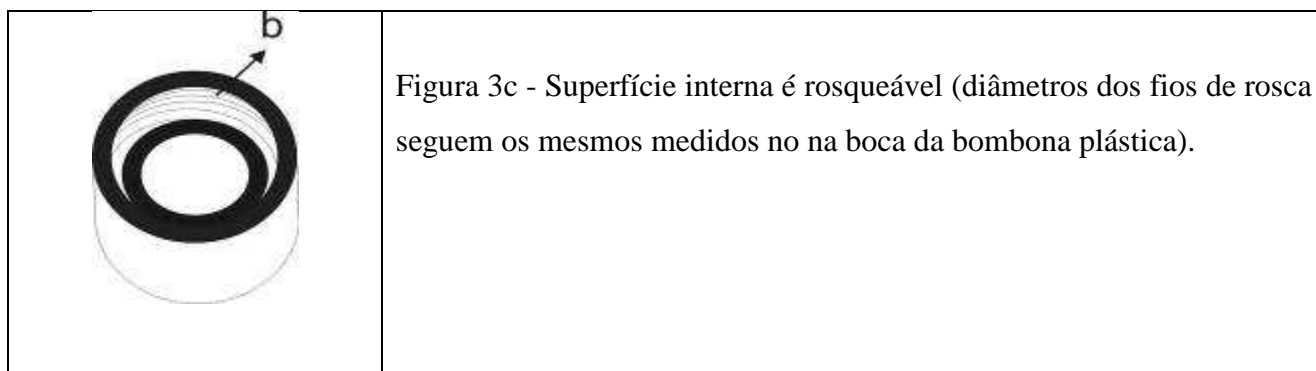 b
Figura 3c - Superfície interna é rosqueável (diâmetros dos fios de rosca
seguem os mesmos medidos no na boca da bombona plástica).